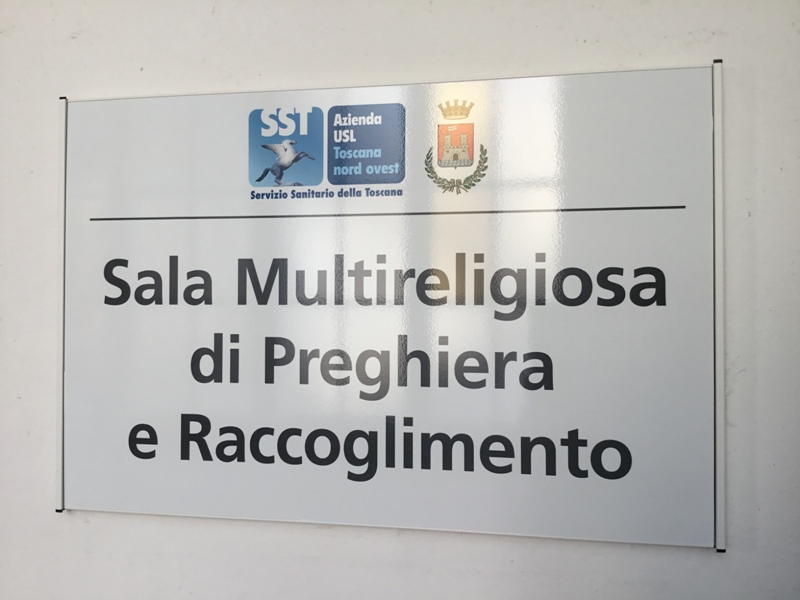 SST
Azienda
USL
Toscana
nord ovest
Servizio Sanitario della Toscana
Sala Multireligiosa
di Preghiera
e Raccoglimento